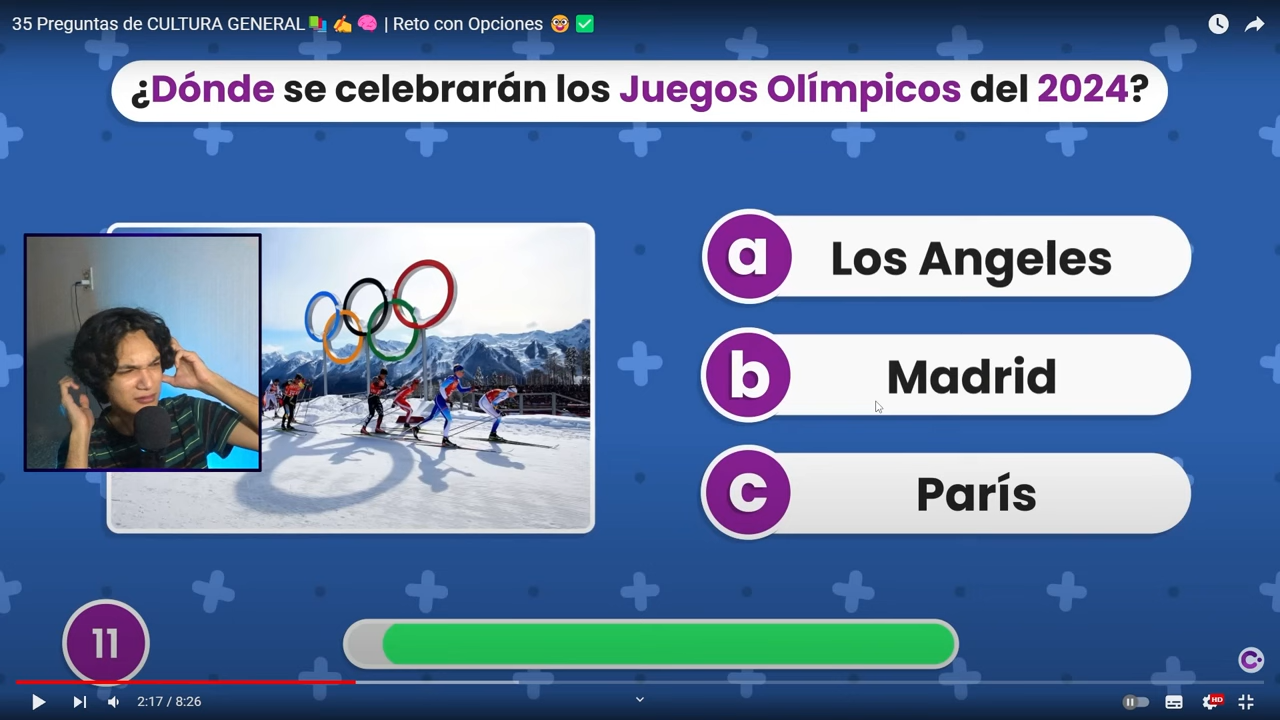 35 Preguntas de CULTURA GENERAL📚✍️🧠 | Reto con Opciones 🤓 ✅
¿Dónde se celebrarán los Juegos Olímpicos del 2024?
a Los Angeles
b Madrid
c París
11
C
2:17 / 8:26
HD